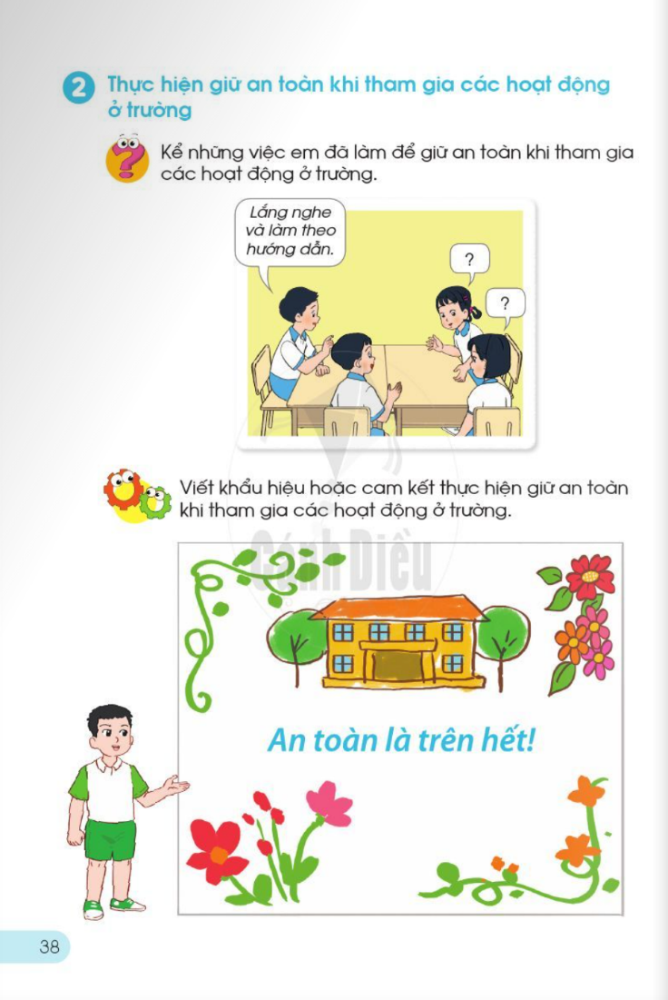 2 Thực hiện giữ an toàn khi tham gia các hoạt động
ở trường
Kể những việc em đã làm để giữ an toàn khi tham gia
các hoạt động ở trường.
Lắng nghe
và làm theo
hướng dẫn.
?
?
Viết khẩu hiệu hoặc cam kết thực hiện giữ an toàn
khi tham gia các hoạt động ở trường.
Cánh Diều
An toàn là trên hết!
38